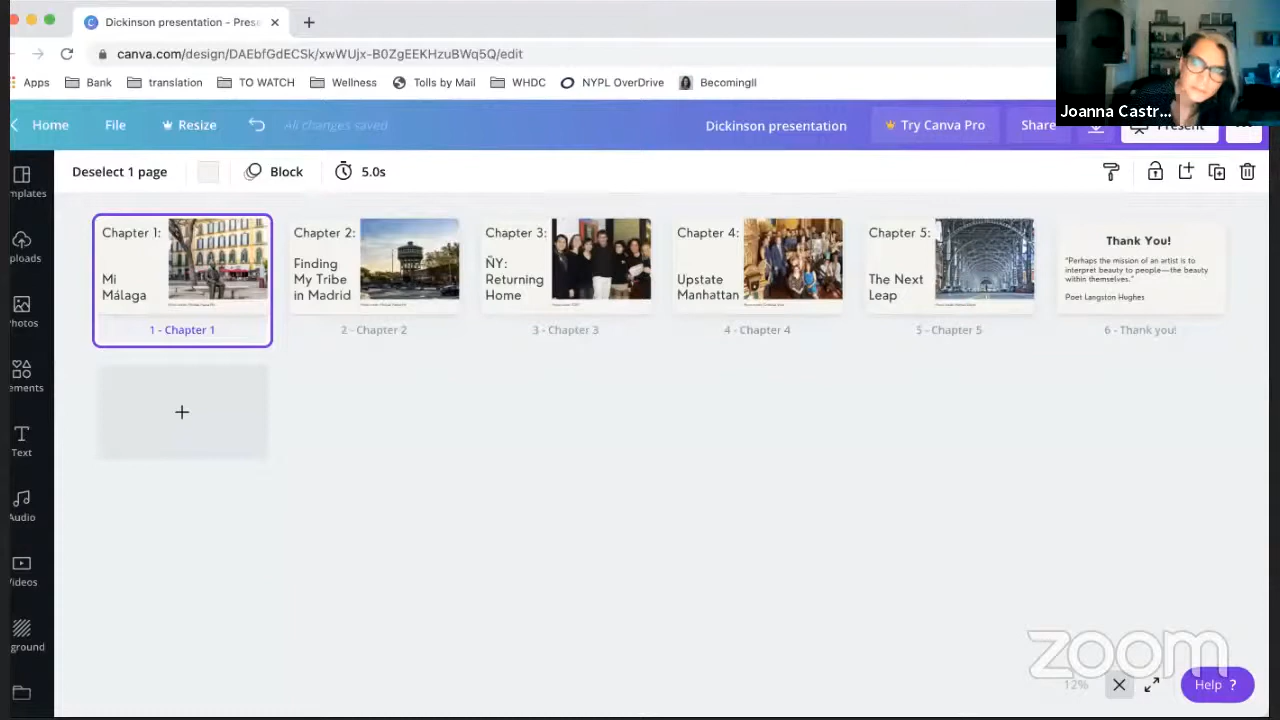 Dickinson presentation - Prese
canva.com/design/DAEbfGdECSk/xwWUjx-B0ZgEEKHzuBWq5Q/edit
Apps Bank translation TO WATCH Wellness Tolls by Mail WHDC NYPL OverDrive BecomingII
Joanna Castr...
Home File Resize All changes saved Dickinson presentation Try Canva Pro Share Present
Deselect 1 page Block 5.0s
mplates
ploads
Photos
ements
Text
Audio
Videos
ground
Chapter 1:
Mi
Málaga
1 - Chapter 1
Chapter 2:
Finding
My Tribe
in Madrid
2 - Chapter 2
Chapter 3:
ÑY:
Returning
Home
3 - Chapter 3
Chapter 4:
Upstate
Manhattan
4 - Chapter 4
Chapter 5:
The Next
Leap
5 - Chapter 5
Thank You!
"Perhaps the mission of an artist is to
interpret beauty to people—the beauty
within themselves."
Poet Langston Hughes
6 - Thank you!
zoom
12%
Help ?